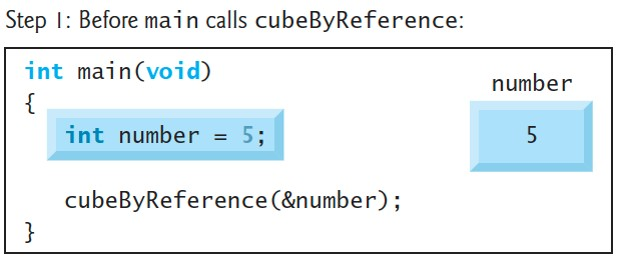 Step 1: Before main calls cubeByReference:
int main(void)
{
int number = 5;
cubeByReference(&number);
}
number
5